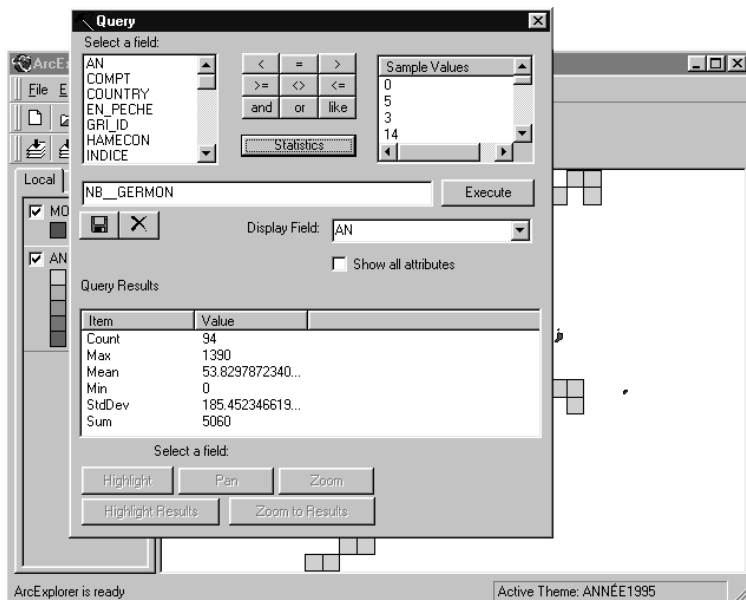 Query
Select a field:
AN
COMPT
COUNTRY
EN_PECHE
GRI_ID
HAMECON
INDICE
< = >
>= <> <=
and or like
Statistics
Sample Values
0
5
3
14
ArcE
File E
Local
MO
AN
NB__GERMON
Execute
Display Field: AN
Show all attributes
Query Results
Item Value
Count 94
Max 1390
Mean 53.8297872340...
Min 0
StdDev 185.452346619...
Sum 5060
Select a field:
Highlight Pan Zoom
Highlight Results Zoom to Results
ArcExplorer is ready
Active Theme: ANNÉE1995